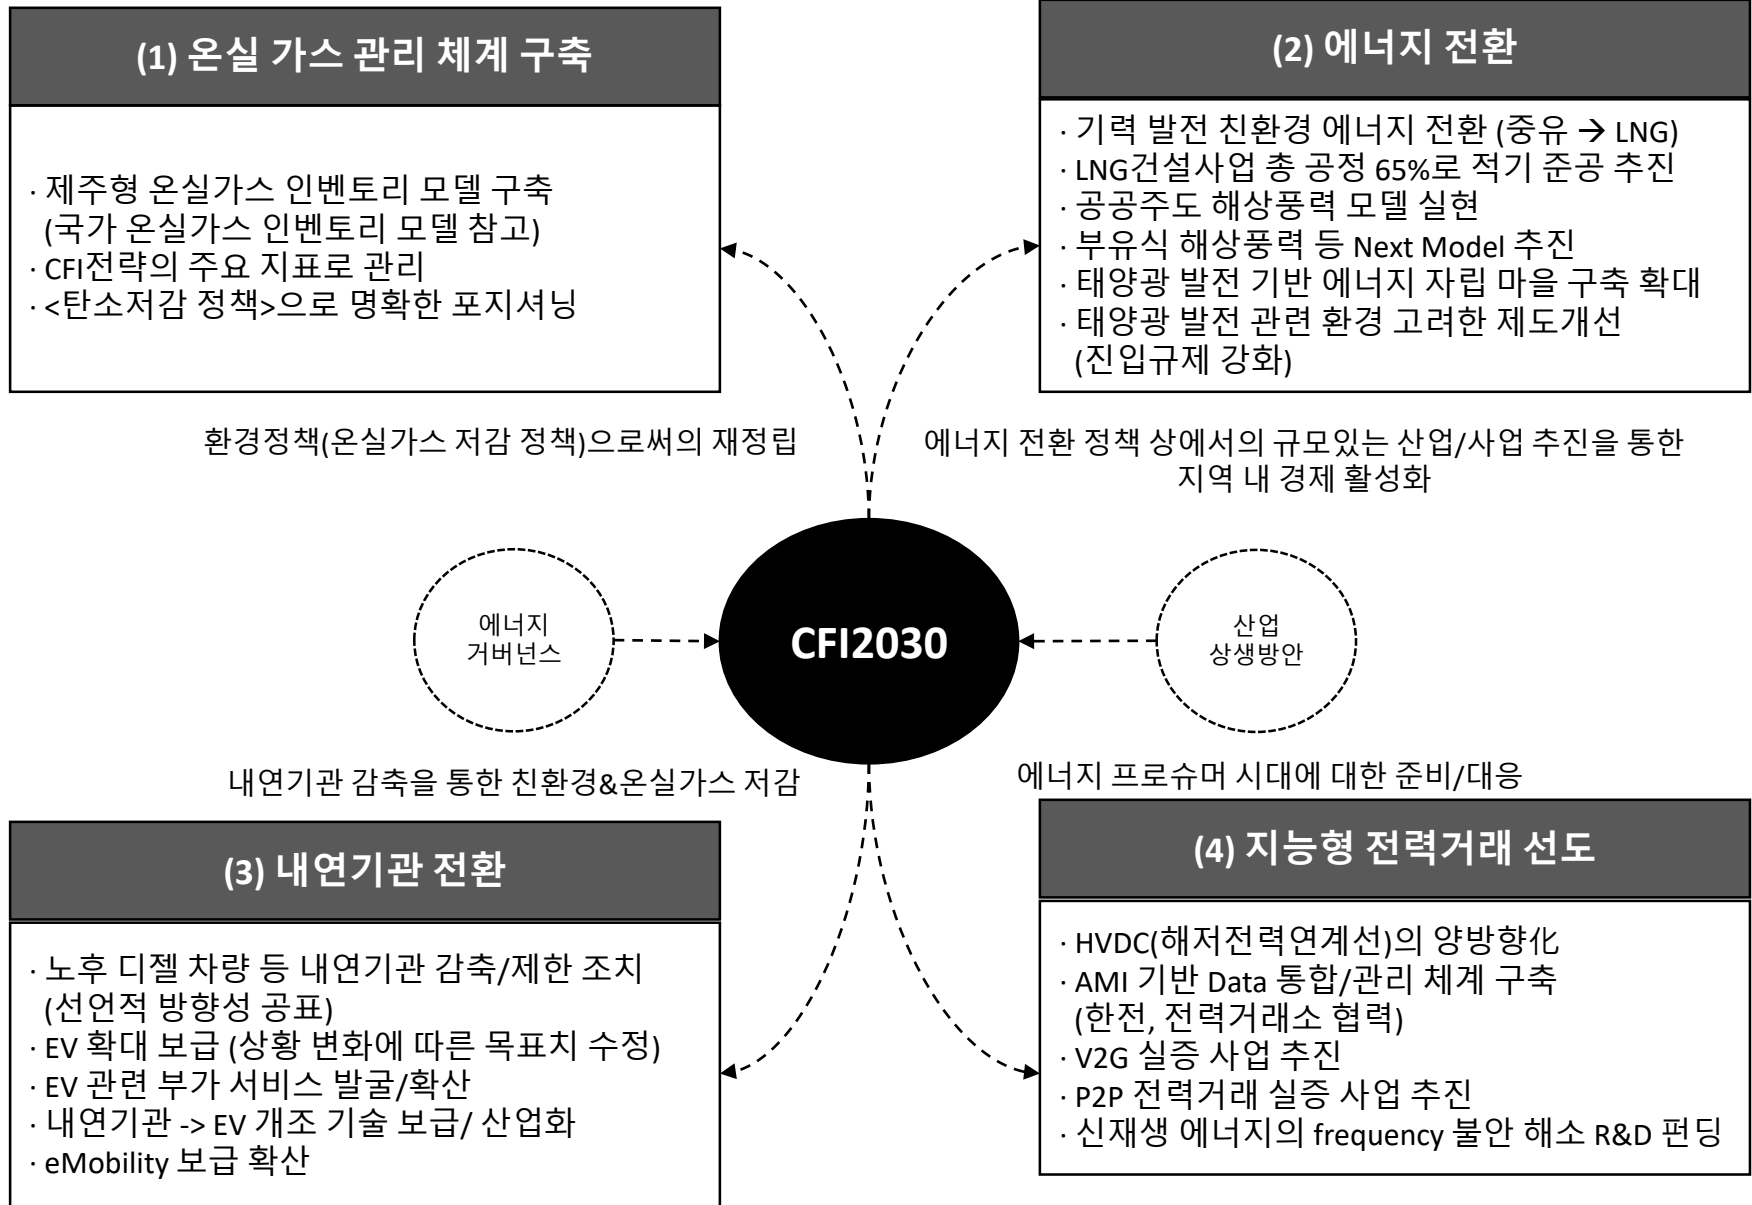 (1) 온실 가스 관리 체계 구축
· 제주형 온실가스 인벤토리 모델 구축
(국가 온실가스 인벤토리 모델 참고)
· CFI전략의 주요 지표로 관리
· <탄소저감 정책>으로 명확한 포지셔닝
환경정책(온실가스 저감 정책)으로써의 재정립
(2) 에너지 전환
· 기력 발전 친환경 에너지 전환 (중유 → LNG)
· LNG건설사업 총 공정 65%로 적기 준공 추진
· 공공주도 해상풍력 모델 실현
· 부유식 해상풍력 등 Next Model 추진
· 태양광 발전 기반 에너지 자립 마을 구축 확대
· 태양광 발전 관련 환경 고려한 제도개선
(진입규제 강화)
에너지 전환 정책 상에서의 규모있는 산업/사업 추진을 통한
지역 내 경제 활성화
에너지
거버넌스
CFI2030
산업
상생방안
내연기관 감축을 통한 친환경&온실가스 저감
(3) 내연기관 전환
· 노후 디젤 차량 등 내연기관 감축/제한 조치
(선언적 방향성 공표)
· EV 확대 보급 (상황 변화에 따른 목표치 수정)
· EV 관련 부가 서비스 발굴/확산
· 내연기관 -> EV 개조 기술 보급/ 산업화
· eMobility 보급 확산
에너지 프로슈머 시대에 대한 준비/대응
(4) 지능형 전력거래 선도
· HVDC(해저전력연계선)의 양방향化
· AMI 기반 Data 통합/관리 체계 구축
(한전, 전력거래소 협력)
· V2G 실증 사업 추진
· P2P 전력거래 실증 사업 추진
· 신재생 에너지의 frequency 불안 해소 R&D 펀딩